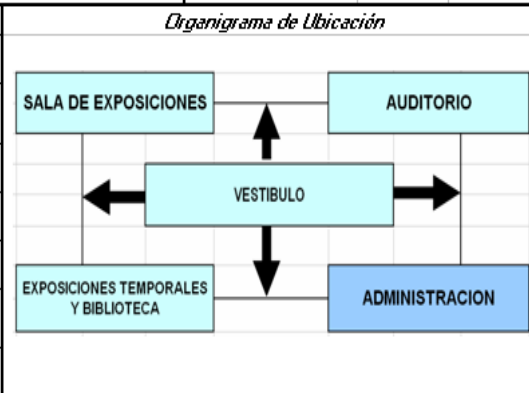 Organigrama de Ubicación
SALA DE EXPOSICIONES
AUDITORIO
VESTIBULO
EXPOSICIONES TEMPORALES
Y BIBLIOTECA
ADMINISTRACION